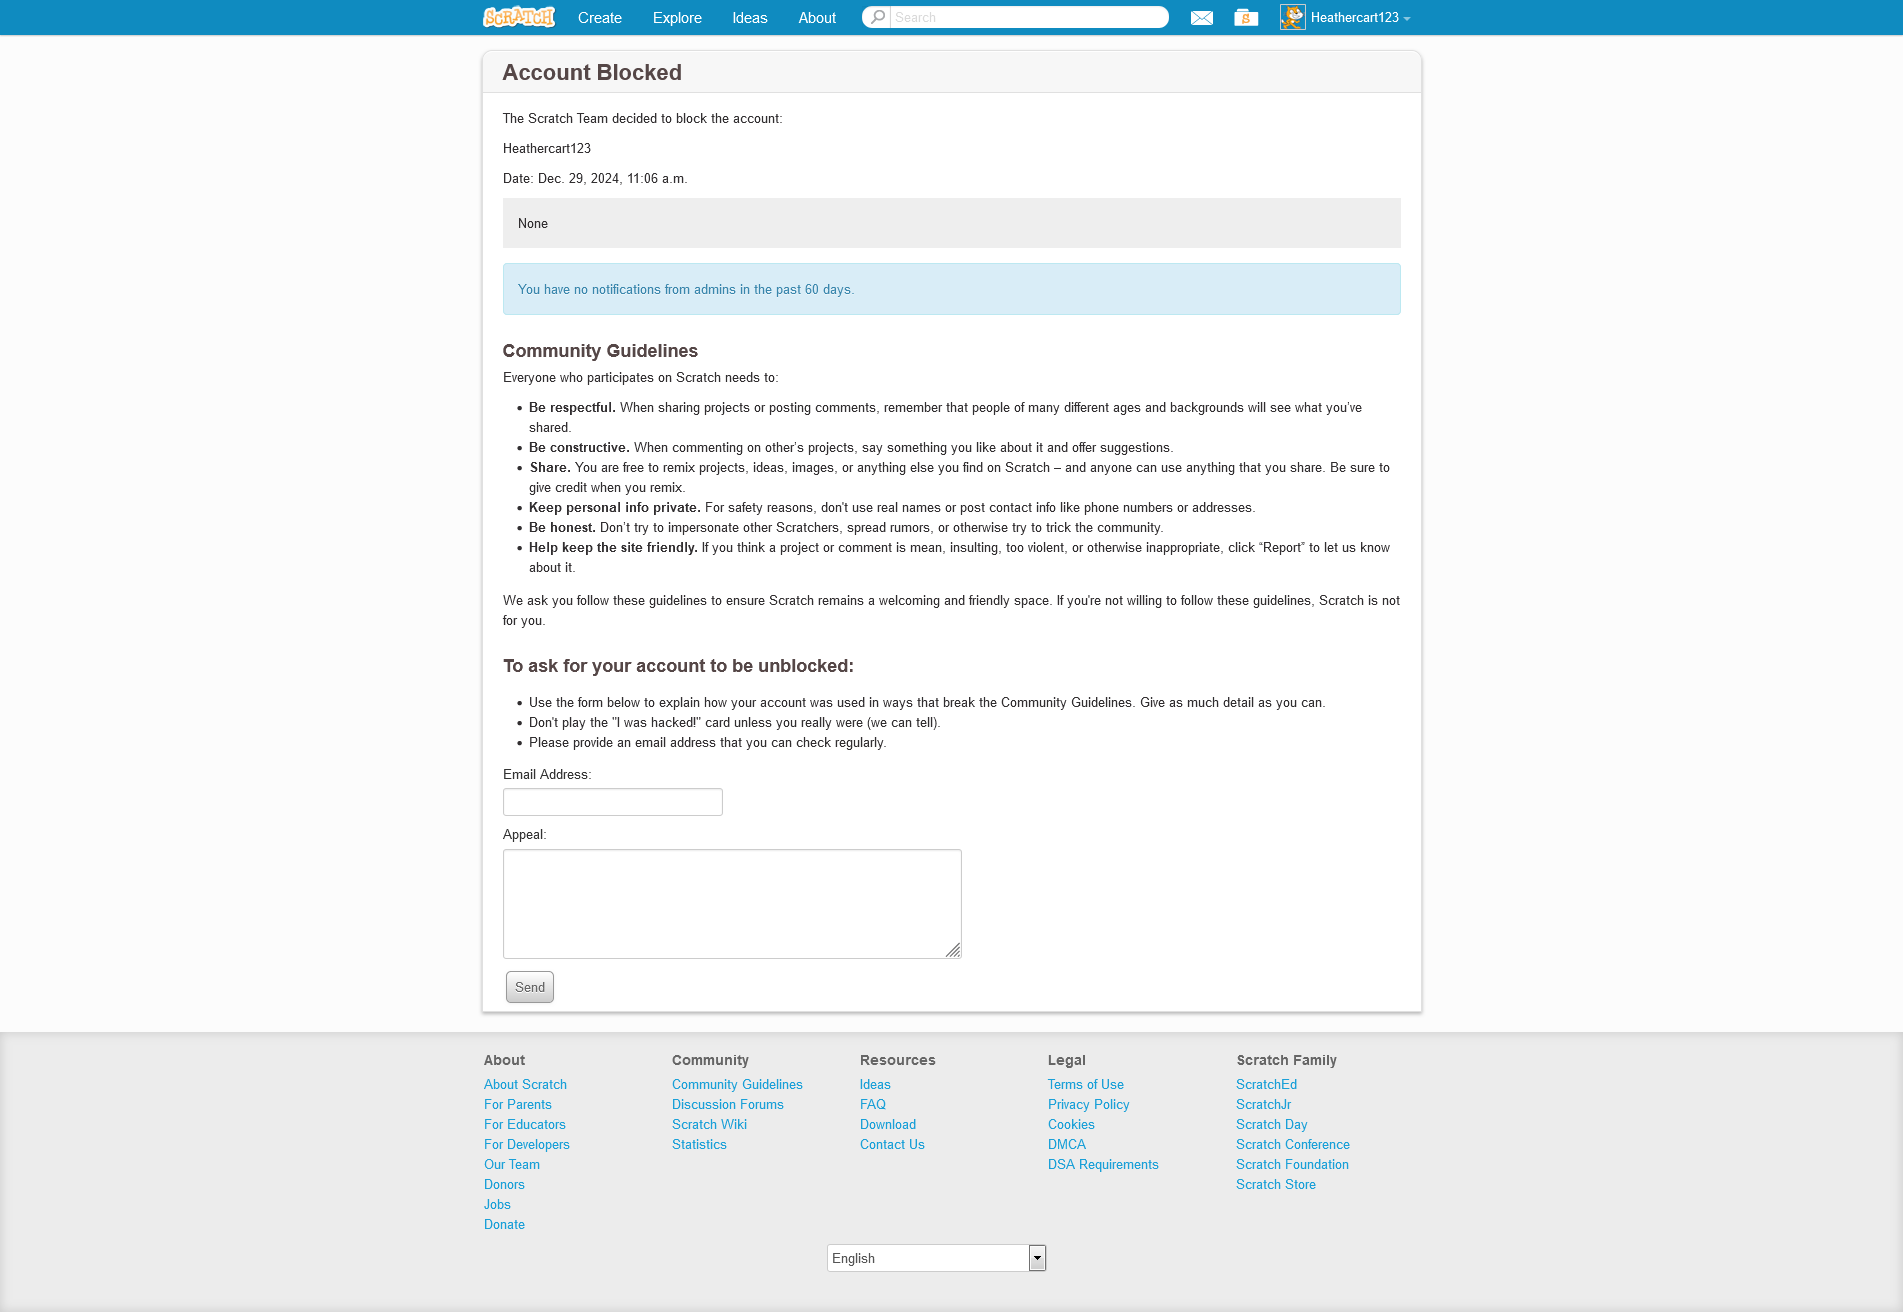 SCRATCH Create Explore Ideas About Search Heathercart123
Account Blocked
The Scratch Team decided to block the account:
Heathercart123
Date: Dec. 29, 2024, 11:06 a.m.
None
You have no notifications from admins in the past 60 days.
Community Guidelines
Everyone who participates on Scratch needs to:
• Be respectful. When sharing projects or posting comments, remember that people of many different ages and backgrounds will see what you've
shared.
• Be constructive. When commenting on other's projects, say something you like about it and offer suggestions.
• Share. You are free to remix projects, ideas, images, or anything else you find on Scratch – and anyone can use anything that you share. Be sure to
give credit when you remix.
• Keep personal info private. For safety reasons, don't use real names or post contact info like phone numbers or addresses.
• Be honest. Don’t try to impersonate other Scratchers, spread rumors, or otherwise try to trick the community.
• Help keep the site friendly. If you think a project or comment is mean, insulting, too violent, or otherwise inappropriate, click “Report” to let us know
about it.
We ask you follow these guidelines to ensure Scratch remains a welcoming and friendly space. If you're not willing to follow these guidelines, Scratch is not
for you.
To ask for your account to be unblocked:
• Use the form below to explain how your account was used in ways that break the Community Guidelines. Give as much detail as you can.
• Don't play the "I was hacked!" card unless you really were (we can tell).
• Please provide an email address that you can check regularly.
Email Address:
Appeal:
Send
About
About Scratch
For Parents
For Educators
For Developers
Our Team
Donors
Jobs
Donate
Community
Community Guidelines
Discussion Forums
Scratch Wiki
Statistics
Resources
Ideas
FAQ
Download
Contact Us
Legal
Terms of Use
Privacy Policy
Cookies
DMCA
DSA Requirements
Scratch Family
ScratchEd
ScratchJr
Scratch Day
Scratch Conference
Scratch Foundation
Scratch Store
English